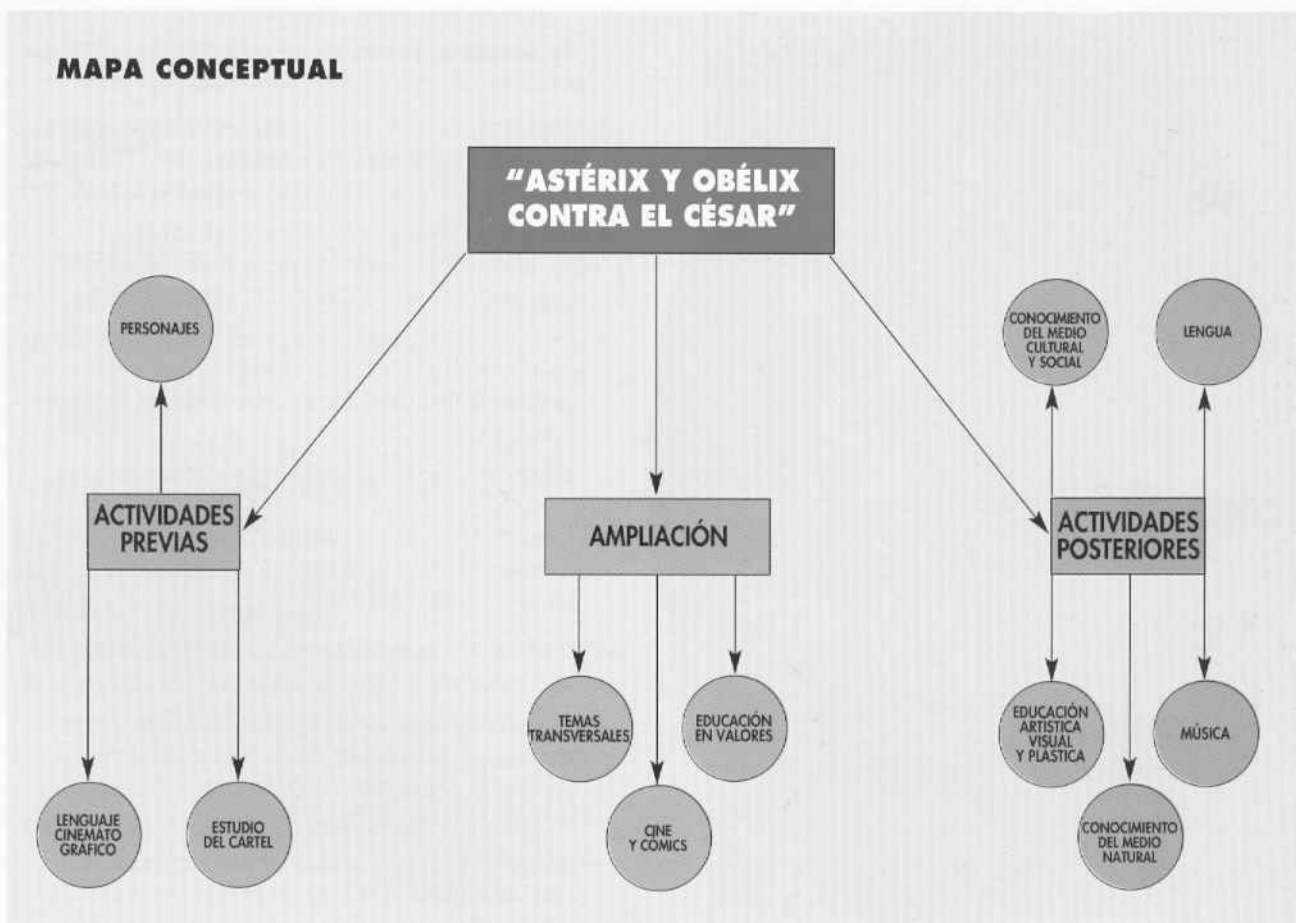 MAPA CONCEPTUAL
"ASTÉRIX Y OBÉLIX
CONTRA EL CÉSAR"
PERSONAJES
CONOCIMIENTO
DEL MEDIO
CULTURAL
Y SOCIAL
LENGUA
ACTIVIDADES
PREVIAS
AMPLIACIÓN
ACTIVIDADES
POSTERIORES
TEMAS
TRANSVERSALES
EDUCACIÓN
EN VALORES
EDUCACIÓN
ARTÍSTICA
VISUAL
Y PLÁSTICA
MÚSICA
LENGUAJE
CINEMATO
GRÁFICO
ESTUDIO
DEL CARTEL
CINE
Y CÓMICS
CONOCIMIENTO
DEL MEDIO
NATURAL